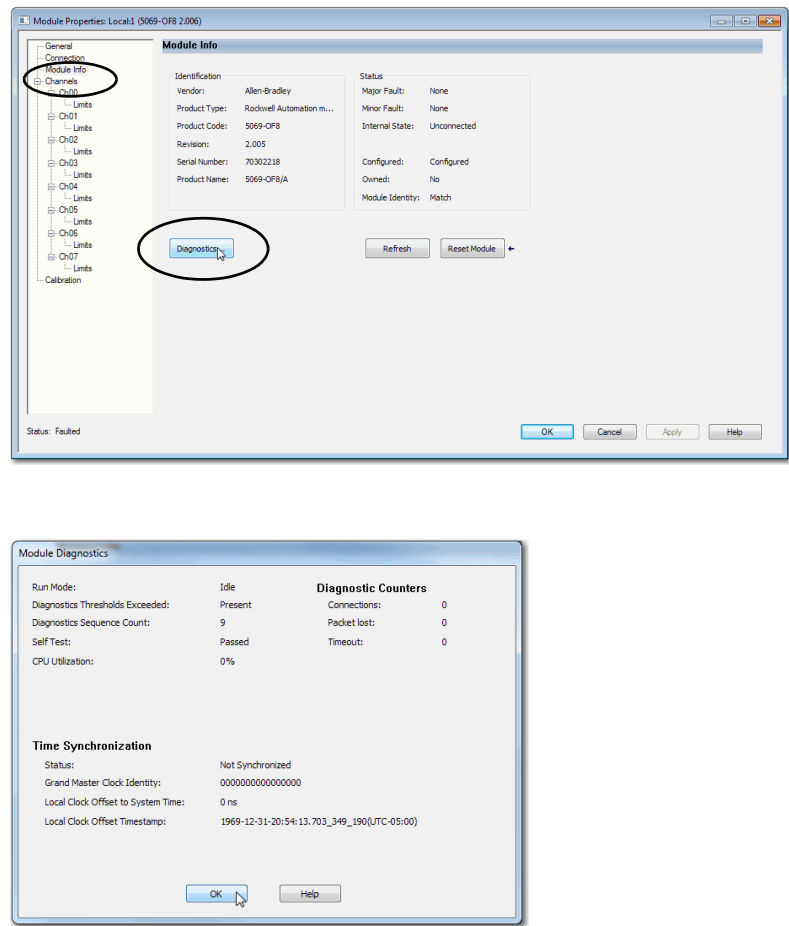 Module Properties: Local:1 (5069-OF8 2.006)
General
Connection
Module Info
Channels
Ch00
Limits
Ch01
Limits
Ch02
Limits
Ch03
Limits
Ch04
Limits
Ch05
Limits
Ch06
Limits
Ch07
Limits
Calibration
Module Info
Identification
Vendor: Allen-Bradley
Product Type: Rockwell Automation m...
Product Code: 5069-OF8
Revision: 2.005
Serial Number: 70302218
Product Name: 5069-OF8/A
Status
Major Fault: None
Minor Fault: None
Internal State: Unconnected
Configured: Configured
Owned: No
Module Identity: Match
Diagnostics
Refresh
Reset Module
Status: Faulted
OK
Cancel
Apply
Help
Module Diagnostics
Run Mode: Idle
Diagnostics Thresholds Exceeded: Present
Diagnostics Sequence Count: 9
Self Test: Passed
CPU Utilization: 0%
Diagnostic Counters
Connections: 0
Packet lost: 0
Timeout: 0
Time Synchronization
Status: Not Synchronized
Grand Master Clock Identity: 0000000000000000
Local Clock Offset to System Time: 0 ns
Local Clock Offset Timestamp: 1969-12-31-20:54:13.703_349_190(UTC-05:00)
OK
Help